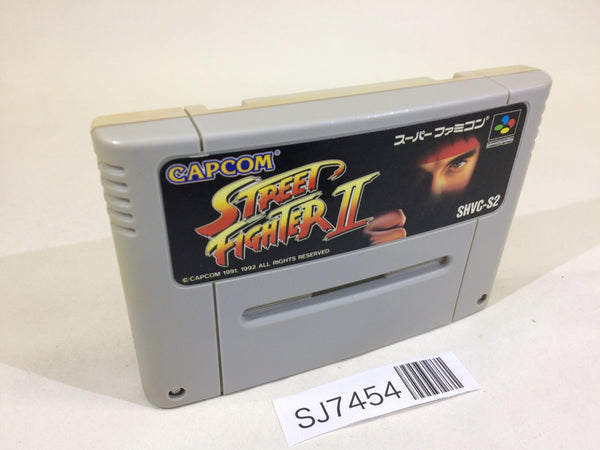 CAPCOM®
スーパーファミコン®
STREET
FIGHTER II
SHVC-S2
© CAPCOM 1991, 1992 ALL RIGHTS RESERVED.
SJ7454